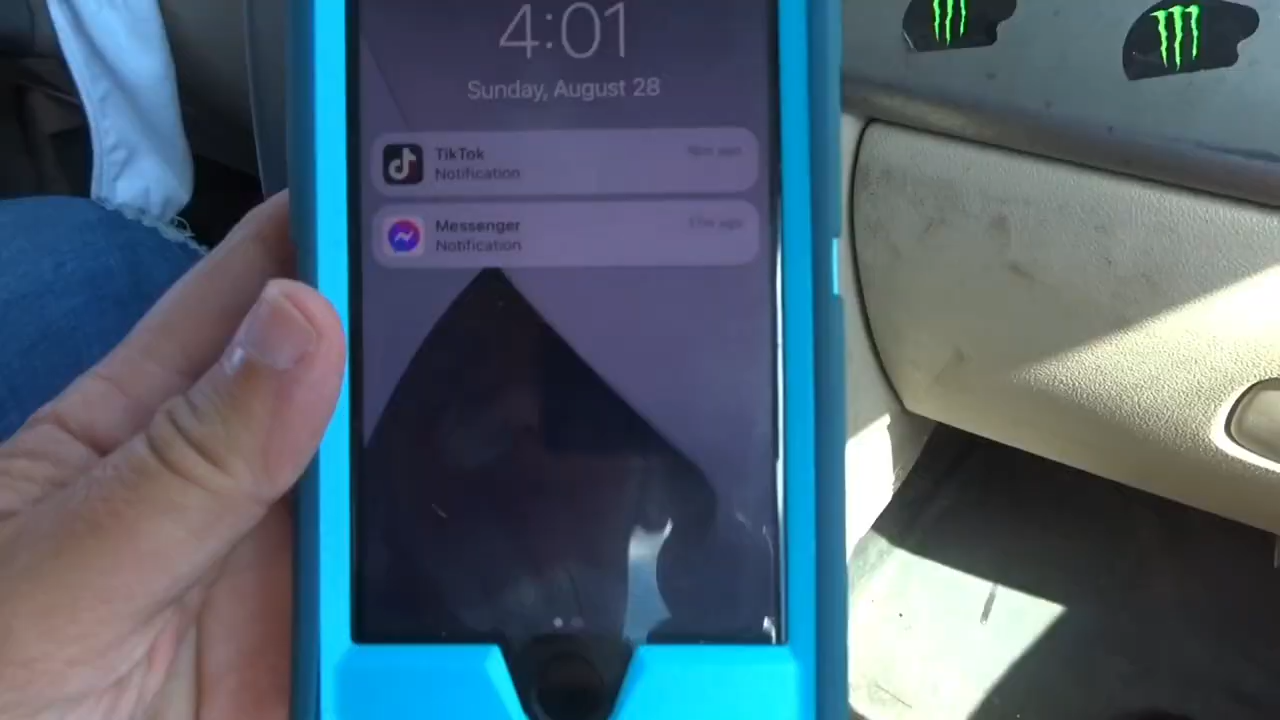 4:01
Sunday, August 28
TikTok
Notification
Messenger
Notification